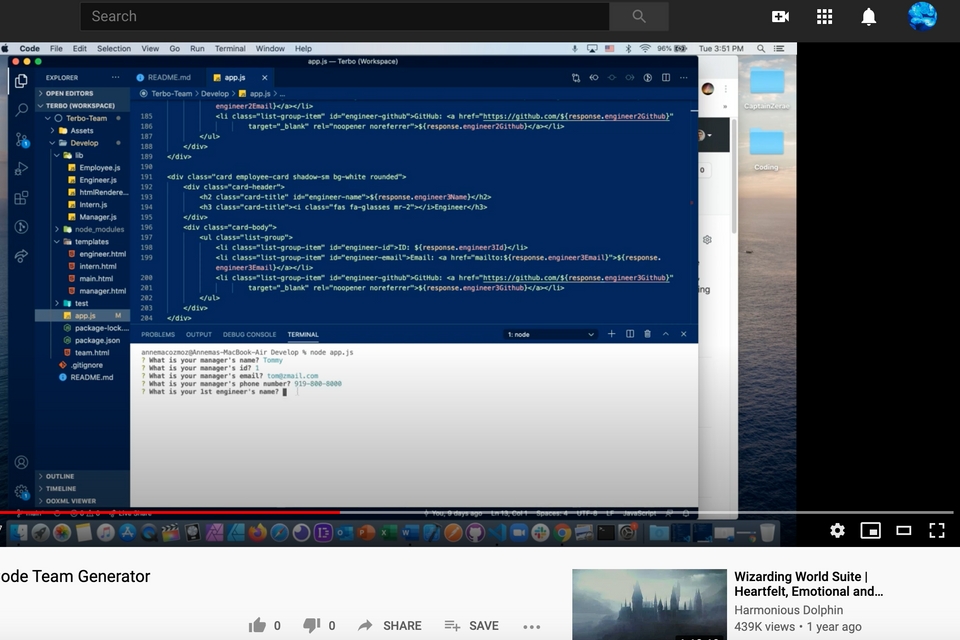 Search
Code File Edit Selection View Go Run Terminal Window Help
96%
Tue 3:51 PM
app.js — Terbo (Workspace)
EXPLORER
README.md
app.js
OPEN EDITORS
TERBO (WORKSPACE)
Terbo-Team
Assets
Develop
lib
Employee.js
Engineer.js
htmlRendere...
Intern.js
Manager.js
node_modules
templates
engineer.html
intern.html
main.html
manager.html
test
app.js M
package-lock....
package.json
team.html
.gitignore
README.md
OUTLINE
TIMELINE
OOXML VIEWER
Terbo-Team > Develop > app.js > ...
engineer2Email}</a></li>
185 <li class="list-group-item" id="engineer-github">GitHub: <a href="https://github.com/${response.engineer2Github}"
186 target="_blank" rel="noopener noreferrer">${response.engineer2Github}</a></li>
187 </ul>
188 </div>
189 </div>
190
191 <div class="card employee-card shadow-sm bg-white rounded">
192 <div class="card-header">
193 <h2 class="card-title" id="engineer-name">${response.engineer3Name}</h2>
194 <h3 class="card-title"><i class="fas fa-glasses mr-2"></i>Engineer</h3>
195 </div>
196 <div class="card-body">
197 <ul class="list-group">
198 <li class="list-group-item" id="engineer-id">ID: ${response.engineer3Id}</li>
199 <li class="list-group-item" id="engineer-email">Email: <a href="mailto:${response.engineer3Email}">${response.
engineer3Email}</a></li>
200 <li class="list-group-item" id="engineer-github">GitHub: <a href="https://github.com/${response.engineer3Github}"
201 target="_blank" rel="noopener noreferrer">${response.engineer3Github}</a></li>
202 </ul>
203 </div>
204 </div>
PROBLEMS OUTPUT DEBUG CONSOLE TERMINAL
1: node
annemacozmoz@Annemas-MacBook-Air Develop % node app.js
? What is your manager's name? Tommy
? What is your manager's id? 1
? What is your manager's email? tom@zmail.com
? What is your manager's phone number? 919-800-8000
? What is your 1st engineer's name?
You, 9 days ago Ln 13, Col 1 Spaces: 4 UTF-8 LF JavaScript
Coding
ode Team Generator
0
0
SHARE
SAVE
Wizarding World Suite |
Heartfelt, Emotional and...
Harmonious Dolphin
439K views • 1 year ago